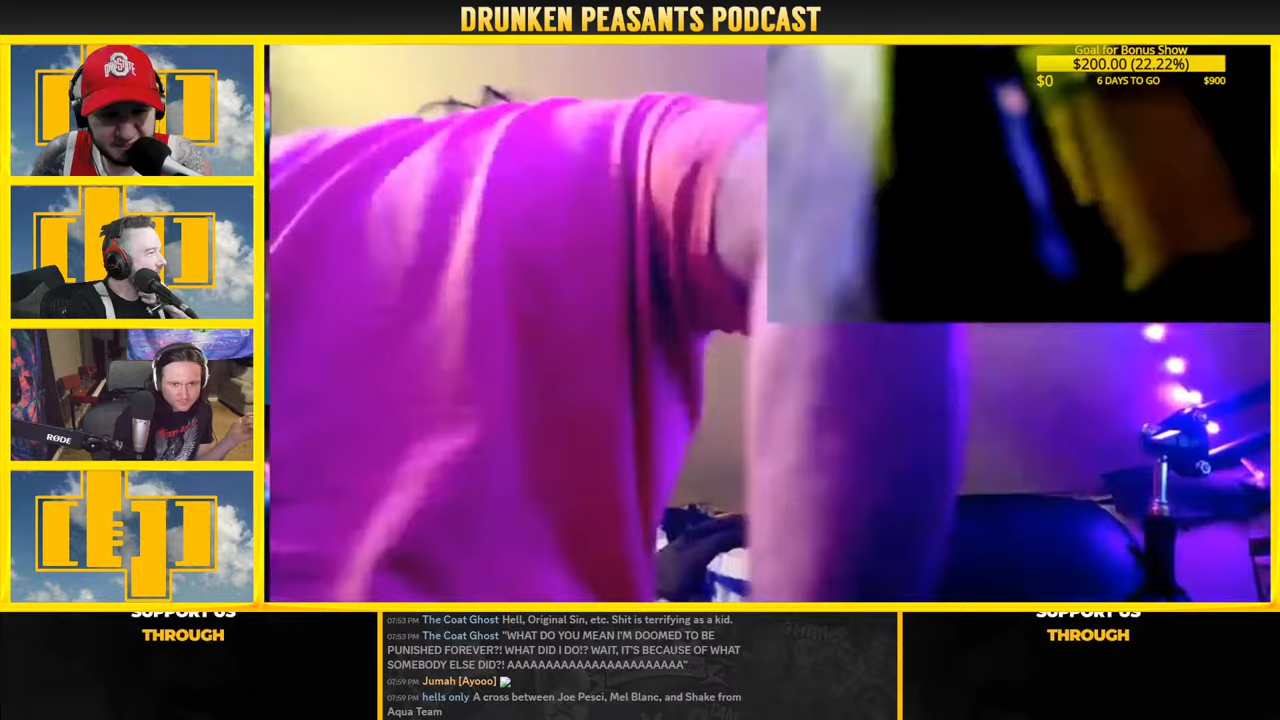 DRUNKEN PEASANTS PODCAST
Goal for Bonus Show
$200.00 (22.22%)
$0 6 DAYS TO GO $900
RØDE
SUPPORT US
THROUGH
07:53 PM The Coat Ghost Hell, Original Sin, etc. Shit is terrifying as a kid.
07:53 PM The Coat Ghost "WHAT DO YOU MEAN I'M DOOMED TO BE
PUNISHED FOREVER?! WHAT DID I DO!? WAIT, IT'S BECAUSE OF WHAT
SOMEBODY ELSE DID?! AAAAAAAAAAAAAAAAAAAAAAA"
07:59 PM Jumah [Ayooo]
07:59 PM hells only A cross between Joe Pesci, Mel Blanc, and Shake from
Aqua Team
SUPPORT US
THROUGH